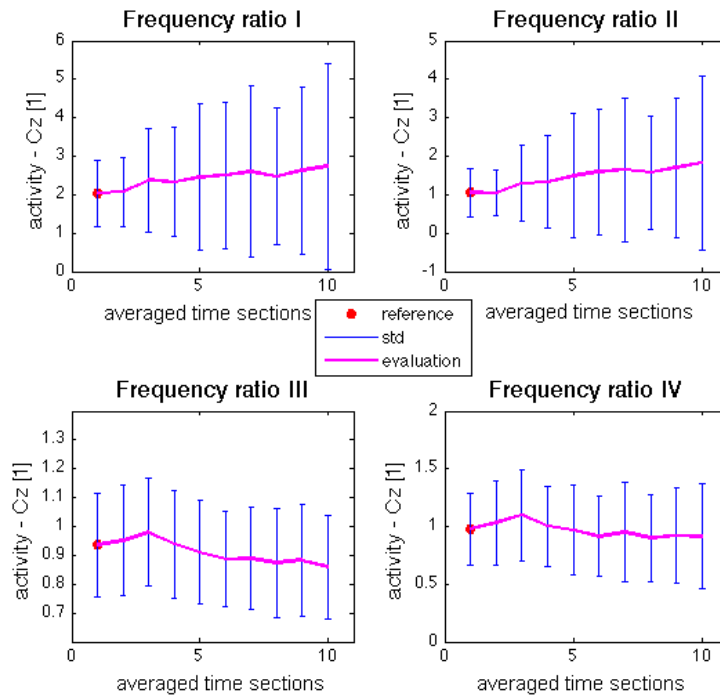 Frequency ratio I
6
5
4
3
2
1
0
activity - Cz [1]
0
5
10
averaged time sections
Frequency ratio II
5
4
3
2
1
0
-1
activity - Cz [1]
0
5
10
averaged time sections
reference
std
evaluation
Frequency ratio III
1.3
1.2
1.1
1
0.9
0.8
0.7
0.6
activity - Cz [1]
0
5
10
averaged time sections
Frequency ratio IV
2
1.5
1
0.5
0
activity - Cz [1]
0
5
10
averaged time sections